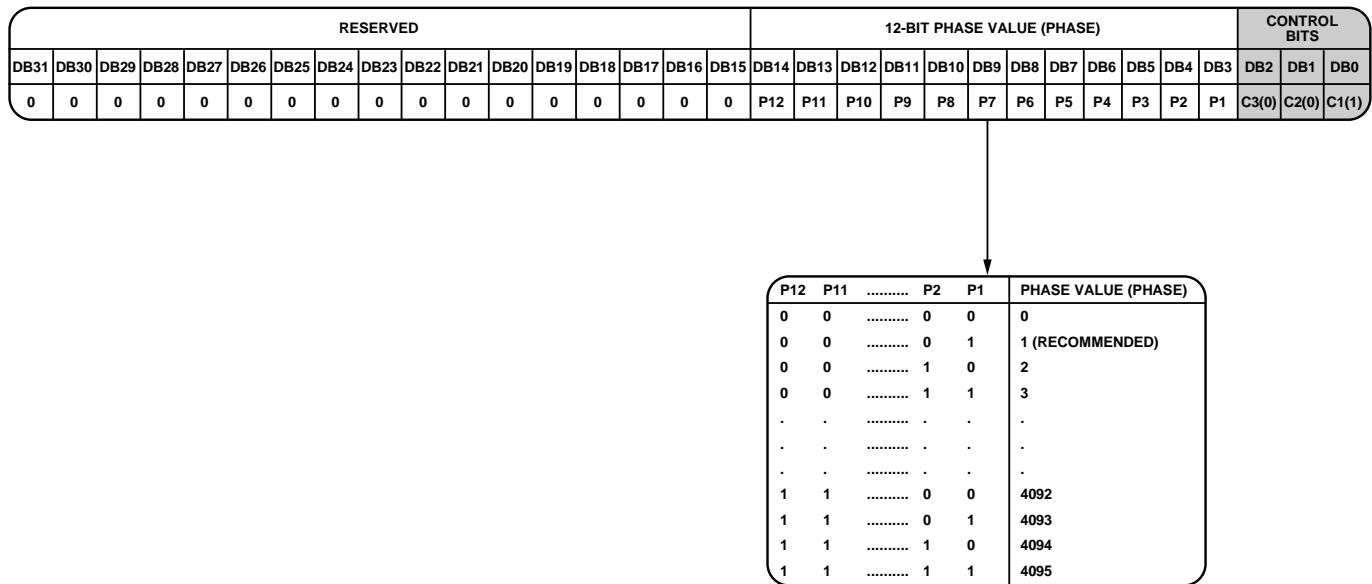 RESERVED 12-BIT PHASE VALUE (PHASE) CONTROL BITS
DB31 DB30 DB29 DB28 DB27 DB26 DB25 DB24 DB23 DB22 DB21 DB20 DB19 DB18 DB17 DB16 DB15 DB14 DB13 DB12 DB11 DB10 DB9 DB8 DB7 DB6 DB5 DB4 DB3 DB2 DB1 DB0
0 0 0 0 0 0 0 0 0 0 0 0 0 0 0 0 0 P12 P11 P10 P9 P8 P7 P6 P5 P4 P3 P2 P1 C3(0) C2(0) C1(1)
P12 P11 .......... P2 P1 PHASE VALUE (PHASE)
0 0 .......... 0 0 0
0 0 .......... 0 1 1 (RECOMMENDED)
0 0 .......... 1 0 2
0 0 .......... 1 1 3
. . .......... . . .
. . .......... . . .
. . .......... . . .
1 1 .......... 0 0 4092
1 1 .......... 0 1 4093
1 1 .......... 1 0 4094
1 1 .......... 1 1 4095